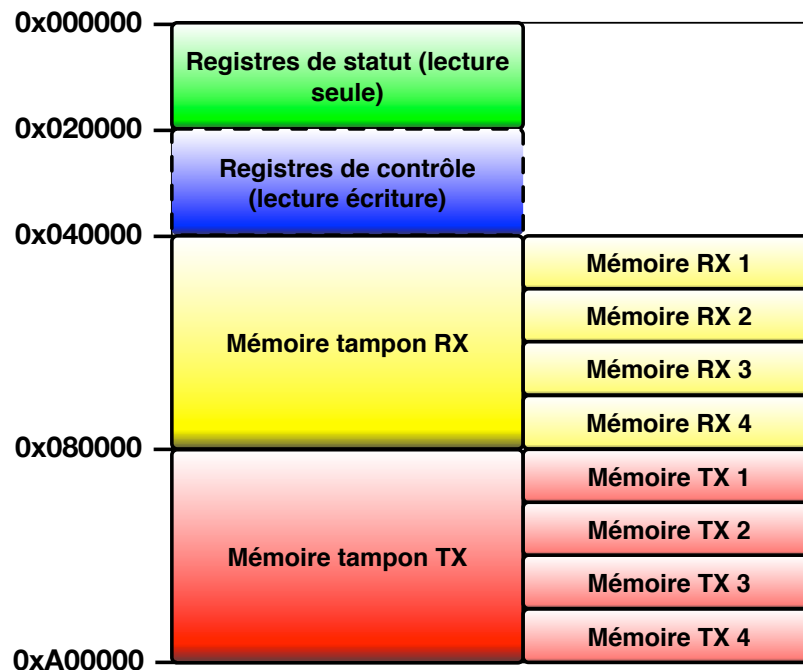 0x000000
Registres de statut (lecture
seule)
0x020000
Registres de contrôle
(lecture écriture)
0x040000
Mémoire RX 1
Mémoire RX 2
Mémoire tampon RX
Mémoire RX 3
Mémoire RX 4
0x080000
Mémoire TX 1
Mémoire TX 2
Mémoire tampon TX
Mémoire TX 3
Mémoire TX 4
0xA00000